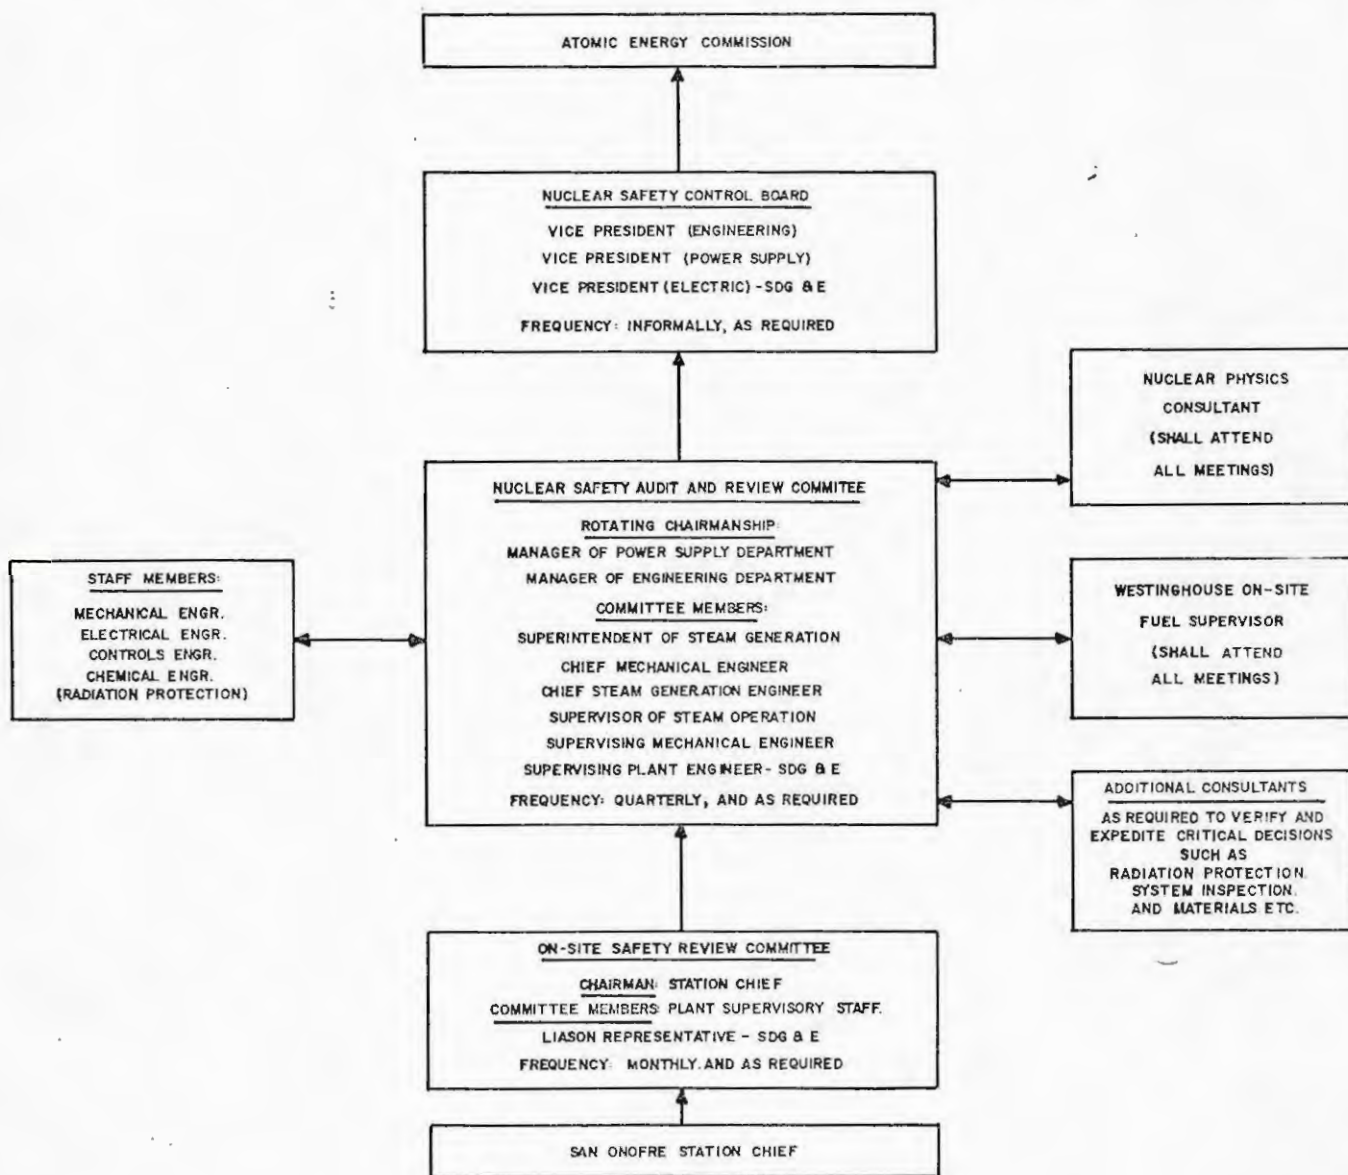 ATOMIC ENERGY COMMISSION
NUCLEAR SAFETY CONTROL BOARD
VICE PRESIDENT (ENGINEERING)
VICE PRESIDENT (POWER SUPPLY)
VICE PRESIDENT (ELECTRIC) - SDG & E
FREQUENCY: INFORMALLY, AS REQUIRED
NUCLEAR PHYSICS
CONSULTANT
(SHALL ATTEND
ALL MEETINGS)
NUCLEAR SAFETY AUDIT AND REVIEW COMMITEE
ROTATING CHAIRMANSHIP:
MANAGER OF POWER SUPPLY DEPARTMENT
MANAGER OF ENGINEERING DEPARTMENT
COMMITTEE MEMBERS:
SUPERINTENDENT OF STEAM GENERATION
CHIEF MECHANICAL ENGINEER
CHIEF STEAM GENERATION ENGINEER
SUPERVISOR OF STEAM OPERATION
SUPERVISING MECHANICAL ENGINEER
SUPERVISING PLANT ENGINEER - SDG & E
FREQUENCY: QUARTERLY, AND AS REQUIRED
STAFF MEMBERS:
MECHANICAL ENGR.
ELECTRICAL ENGR.
CONTROLS ENGR.
CHEMICAL ENGR.
(RADIATION PROTECTION)
WESTINGHOUSE ON-SITE
FUEL SUPERVISOR
(SHALL ATTEND
ALL MEETINGS)
ADDITIONAL CONSULTANTS
AS REQUIRED TO VERIFY AND
EXPEDITE CRITICAL DECISIONS
SUCH AS
RADIATION PROTECTION.
SYSTEM INSPECTION.
AND MATERIALS ETC.
ON-SITE SAFETY REVIEW COMMITTEE
CHAIRMAN: STATION CHIEF
COMMITTEE MEMBERS: PLANT SUPERVISORY STAFF.
LIASON REPRESENTATIVE - SDG & E
FREQUENCY: MONTHLY. AND AS REQUIRED
SAN ONOFRE STATION CHIEF